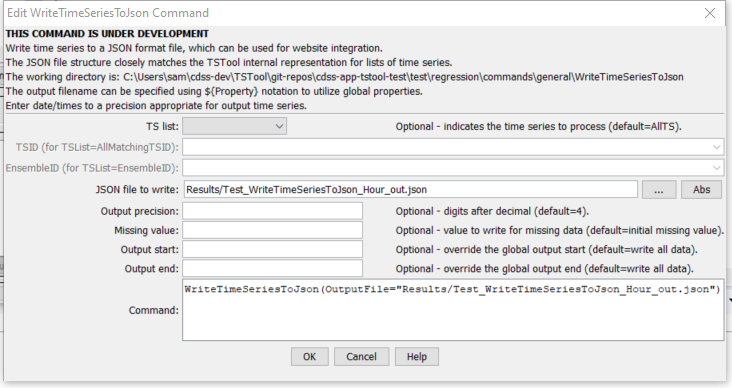 Edit WriteTimeSeriesToJson Command
THIS COMMAND IS UNDER DEVELOPMENT
Write time series to a JSON format file, which can be used for website integration.
The JSON file structure closely matches the TSTool internal representation for lists of time series.
The working directory is: C:\Users\sam\cdss-dev\TSTool\git-repos\cdss-app-tstool-test\test\regression\commands\general\WriteTimeSeriesToJson
The output filename can be specified using ${Property} notation to utilize global properties.
Enter date/times to a precision appropriate for output time series.
TS list: Optional - indicates the time series to process (default=AllTS).
TSID (for TSList=AllMatchingTSID):
EnsembleID (for TSList=EnsembleID):
JSON file to write: Results/Test_WriteTimeSeriesToJson_Hour_out.json ... Abs
Output precision: Optional - digits after decimal (default=4).
Missing value: Optional - value to write for missing data (default=initial missing value).
Output start: Optional - override the global output start (default=write all data).
Output end: Optional - override the global output end (default=write all data).
WriteTimeSeriesToJson(OutputFile="Results/Test_WriteTimeSeriesToJson_Hour_out.json")
Command:
OK Cancel Help